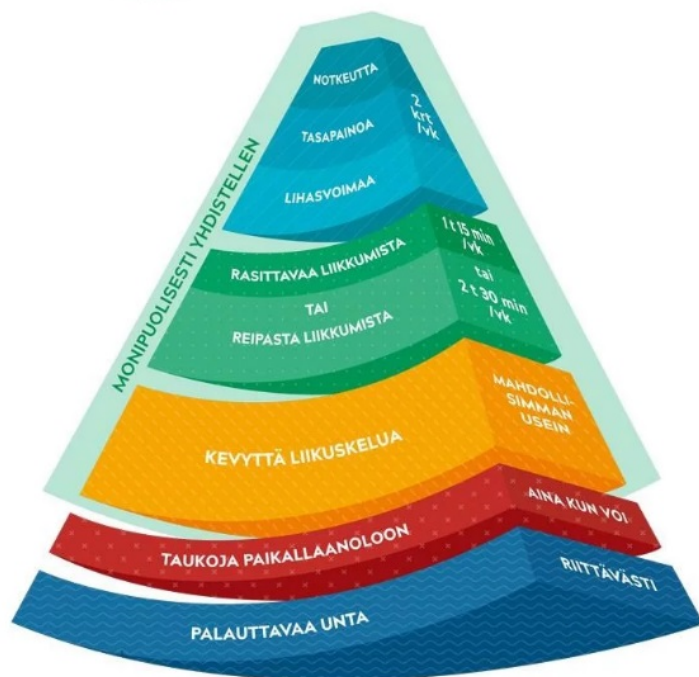 MONIPUOLISESTI YHDISTELLEN
NOTKEUTTA
TASAPAINOA
LIHASVOIMAA
2
krt
/vk
RASITTAVAA LIIKKUMISTA
1 t 15 min
/vk
TAI
REIPASTA LIIKKUMISTA
tai
2 t 30 min
/vk
KEVYTTÄ LIIKUSKELUA
MAHDOLLI-
SIMMAN
USEIN
TAUKOJA PAIKALLAANOLOON
AINA KUN VOI
PALAUTTAVAA UNTA
RIITTÄVÄSTI